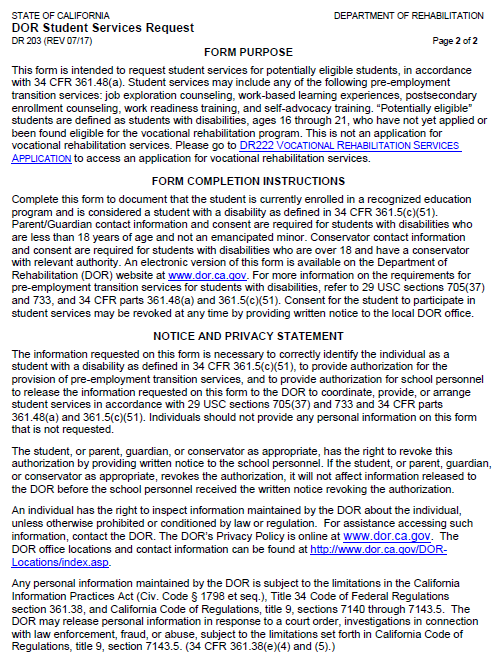 STATE OF CALIFORNIA DEPARTMENT OF REHABILITATION
DOR Student Services Request
DR 203 (REV 07/17) Page 2 of 2
FORM PURPOSE
This form is intended to request student services for potentially eligible students, in accordance
with 34 CFR 361.48(a). Student services may include any of the following pre-employment
transition services: job exploration counseling, work-based learning experiences, postsecondary
enrollment counseling, work readiness training, and self-advocacy training. “Potentially eligible”
students are defined as students with disabilities, ages 16 through 21, who have not yet applied or
been found eligible for the vocational rehabilitation program. This is not an application for
vocational rehabilitation services. Please go to DR222 VOCATIONAL REHABILITATION SERVICES
APPLICATION to access an application for vocational rehabilitation services.
FORM COMPLETION INSTRUCTIONS
Complete this form to document that the student is currently enrolled in a recognized education
program and is considered a student with a disability as defined in 34 CFR 361.5(c)(51).
Parent/Guardian contact information and consent are required for students with disabilities who
are less than 18 years of age and not an emancipated minor. Conservator contact information
and consent are required for students with disabilities who are over 18 and have a conservator
with relevant authority. An electronic version of this form is available on the Department of
Rehabilitation (DOR) website at www.dor.ca.gov. For more information on the requirements for
pre-employment transition services for students with disabilities, refer to 29 USC sections 705(37)
and 733, and 34 CFR parts 361.48(a) and 361.5(c)(51). Consent for the student to participate in
student services may be revoked at any time by providing written notice to the local DOR office.
NOTICE AND PRIVACY STATEMENT
The information requested on this form is necessary to correctly identify the individual as a
student with a disability as defined in 34 CFR 361.5(c)(51), to provide authorization for the
provision of pre-employment transition services, and to provide authorization for school personnel
to release the information requested on this form to the DOR to coordinate, provide, or arrange
student services in accordance with 29 USC sections 705(37) and 733 and 34 CFR parts
361.48(a) and 361.5(c)(51). Individuals should not provide any personal information on this form
that is not requested.
The student, or parent, guardian, or conservator as appropriate, has the right to revoke this
authorization by providing written notice to the school personnel. If the student, or parent, guardian,
or conservator as appropriate, revokes the authorization, it will not affect information released to
the DOR before the school personnel received the written notice revoking the authorization.
An individual has the right to inspect information maintained by the DOR about the individual,
unless otherwise prohibited or conditioned by law or regulation. For assistance accessing such
information, contact the DOR. The DOR’s Privacy Policy is online at www.dor.ca.gov. The
DOR office locations and contact information can be found at http://www.dor.ca.gov/DOR-
Locations/index.asp.
Any personal information maintained by the DOR is subject to the limitations in the California
Information Practices Act (Civ. Code § 1798 et seq.), Title 34 Code of Federal Regulations
section 361.38, and California Code of Regulations, title 9, sections 7140 through 7143.5. The
DOR may release personal information in response to a court order, investigations in connection
with law enforcement, fraud, or abuse, subject to the limitations set forth in California Code of
Regulations, title 9, section 7143.5. (34 CFR 361.38(e)(4) and (5).)